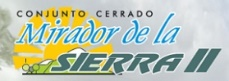 CONJUNTO CERRADO
Mirador de la
SIERRA II